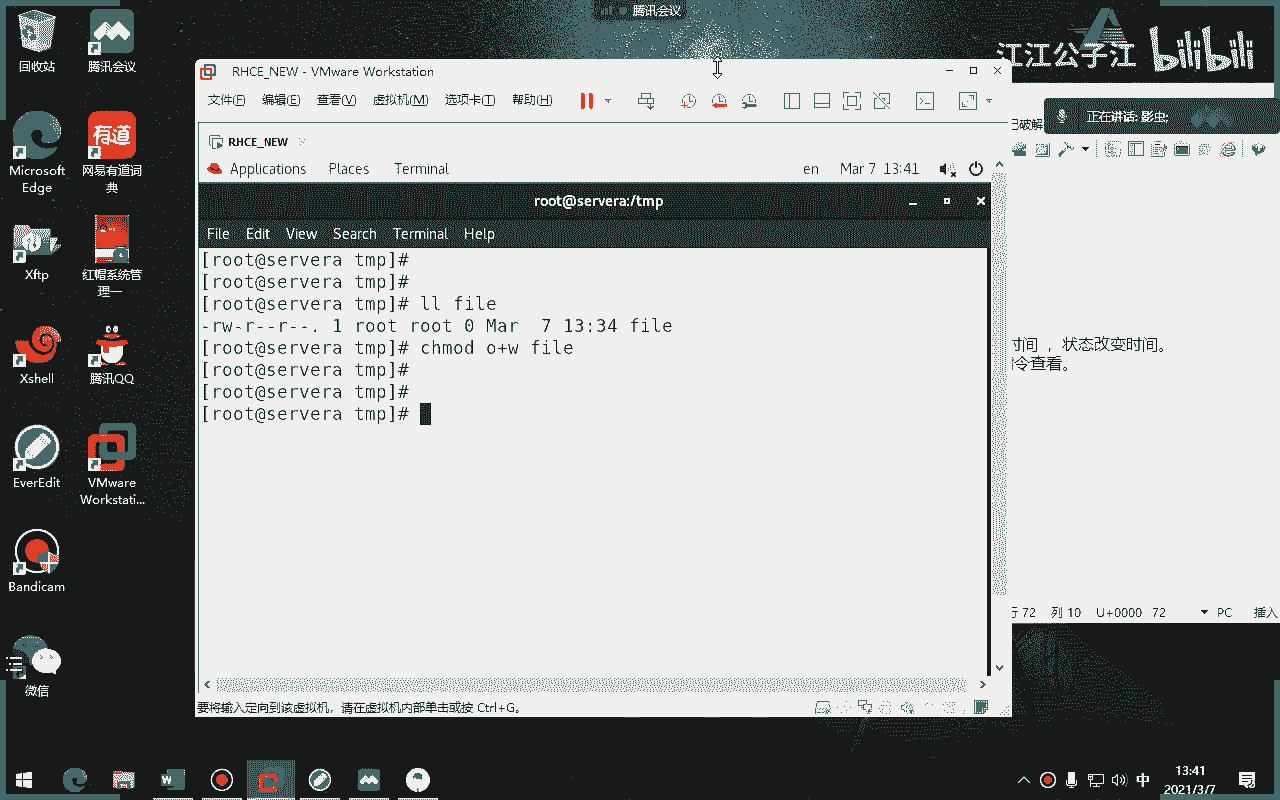 腾讯会议
江江公子江 bilibili
回收站
腾讯会议
Microsoft Edge
网易有道词典
有道
Xftp
红帽系统管理一
Xshell
腾讯QQ
EverEdit
VMware Workstati...
Bandicam
微信
RHCE_NEW - VMware Workstation
文件(F) 编辑(E) 查看(V) 虚拟机(M) 选项卡(T) 帮助(H)
RHCE_NEW
Applications Places Terminal en Mar 7 13:41
root@servera:/tmp
File Edit View Search Terminal Help
[root@servera tmp]#
[root@servera tmp]#
[root@servera tmp]# ll file
-rw-r--r--. 1 root root 0 Mar  7 13:34 file
[root@servera tmp]# chmod o+w file
[root@servera tmp]#
[root@servera tmp]#
[root@servera tmp]#
要将输入定向到该虚拟机，请在虚拟机内部单击或按 Ctrl+G。
已破解
正在讲话: 影虫;
时间 ，状态改变时间。
令查看。
行 72 列 10 U+0000 72 PC 插入
中
13:41
2021/3/7